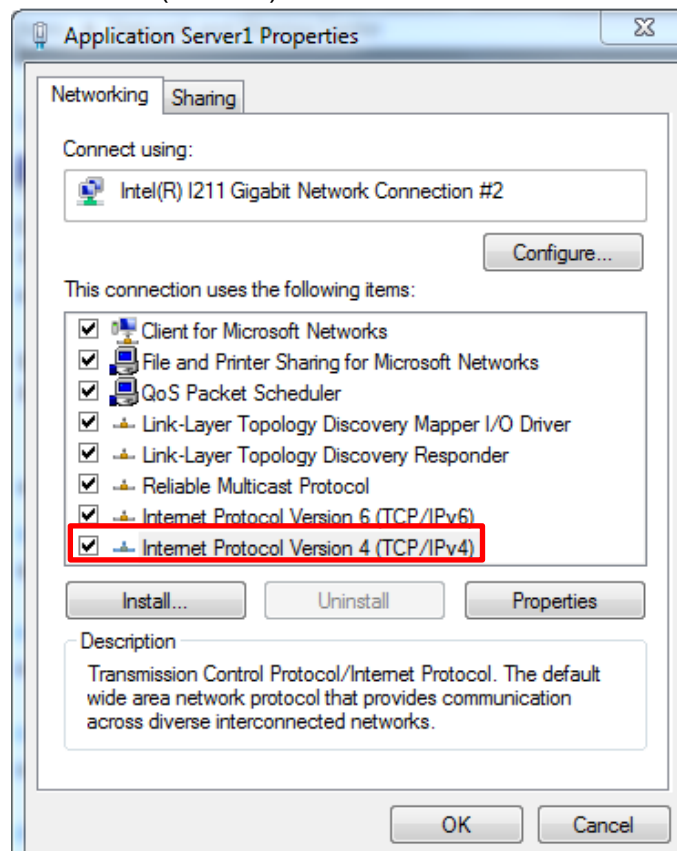 Application Server1 Properties
Networking
Sharing
Connect using:
Intel(R) I211 Gigabit Network Connection #2
Configure...
This connection uses the following items:
Client for Microsoft Networks
File and Printer Sharing for Microsoft Networks
QoS Packet Scheduler
Link-Layer Topology Discovery Mapper I/O Driver
Link-Layer Topology Discovery Responder
Reliable Multicast Protocol
Internet Protocol Version 6 (TCP/IPv6)
Internet Protocol Version 4 (TCP/IPv4)
Install...
Uninstall
Properties
Description
Transmission Control Protocol/Internet Protocol. The default
wide area network protocol that provides communication
across diverse interconnected networks.
OK
Cancel